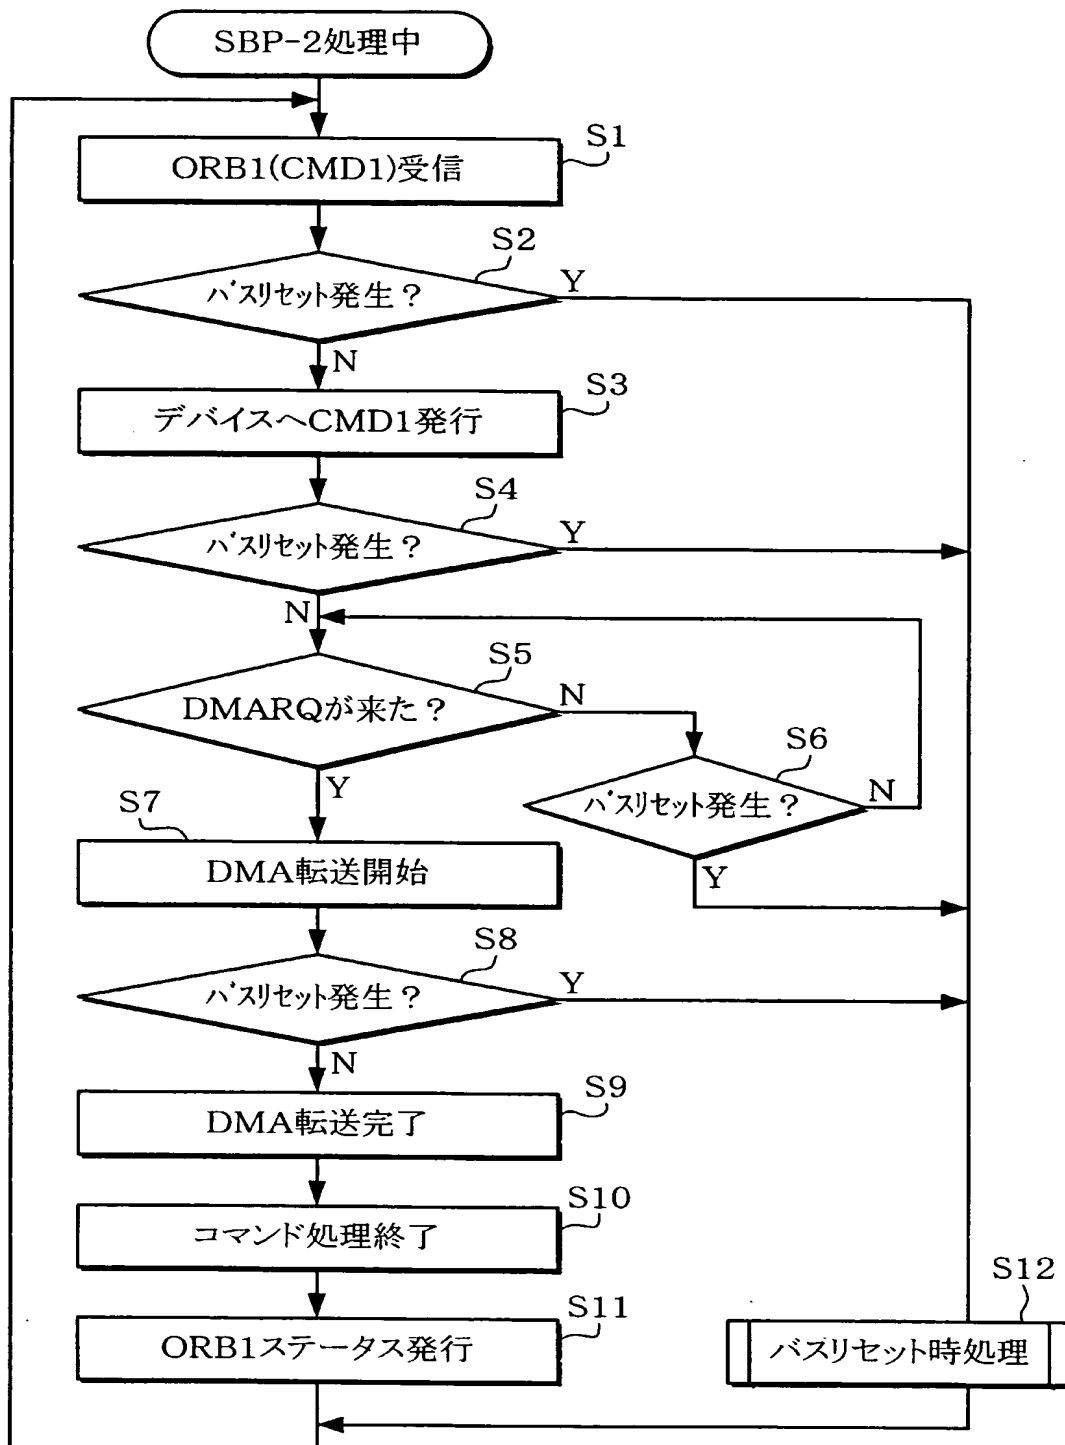 SBP-2処理中
S1
ORB1(CMD1)受信
S2
バスリセット発生？
Y
N
S3
デバイスへCMD1発行
S4
バスリセット発生？
Y
N
S5
DMARQが来た？
N
S6
バスリセット発生？
N
Y
Y
S7
DMA転送開始
S8
バスリセット発生？
Y
N
S9
DMA転送完了
S10
コマンド処理終了
S11
ORB1ステータス発行
S12
バスリセット時処理